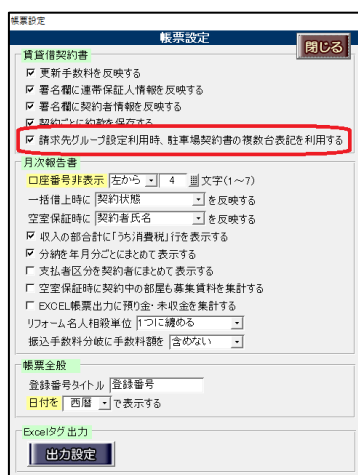 帳票設定
帳票設定
閉じる
賃貸借契約書
更新手数料を反映する
署名欄に連帯保証人情報を反映する
署名欄に契約者情報を反映する
契約ごとに約款を保存する
請求先グループ設定利用時、駐車場契約書の複数台表記を利用する
月次報告書
口座番号非表示 左から 4 文字(1~7)
一括借上時に 契約状態 を反映する
空室保証時に 契約者氏名 を反映する
収入の部合計に「うち消費税」行を表示する
分納を年月分ごとにまとめて表示する
支払者区分を契約者にまとめて表示する
空室保証時に契約中の部屋も募集賃料を集計する
EXCEL帳票出力に預り金・未収金を集計する
リフォーム名人相殺単位 1つに纏める
振込手数料分岐に手数料額を 含めない
帳票全般
登録番号タイトル 登録番号
日付を 西暦 で表示する
Excelタグ出力
出力設定